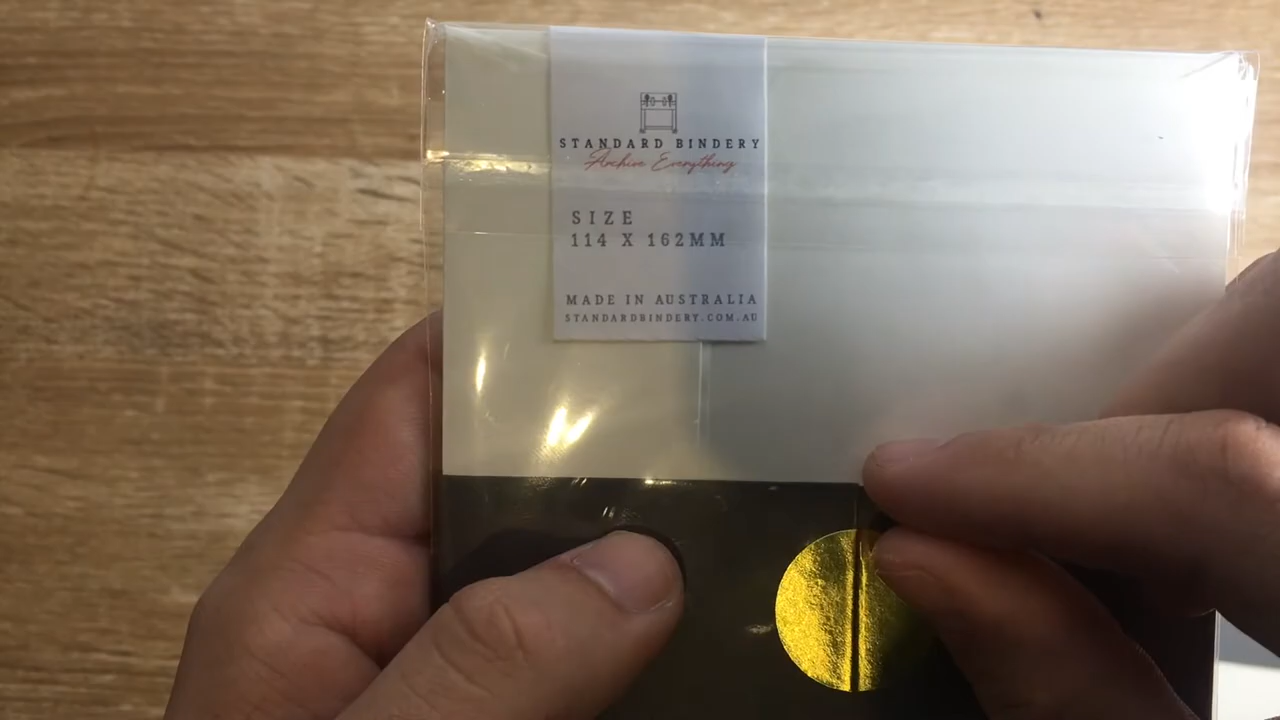 STANDARD BINDERY
Archive Everything
SIZE
114 X 162MM
MADE IN AUSTRALIA
STANDARDBINDERY.COM.AU